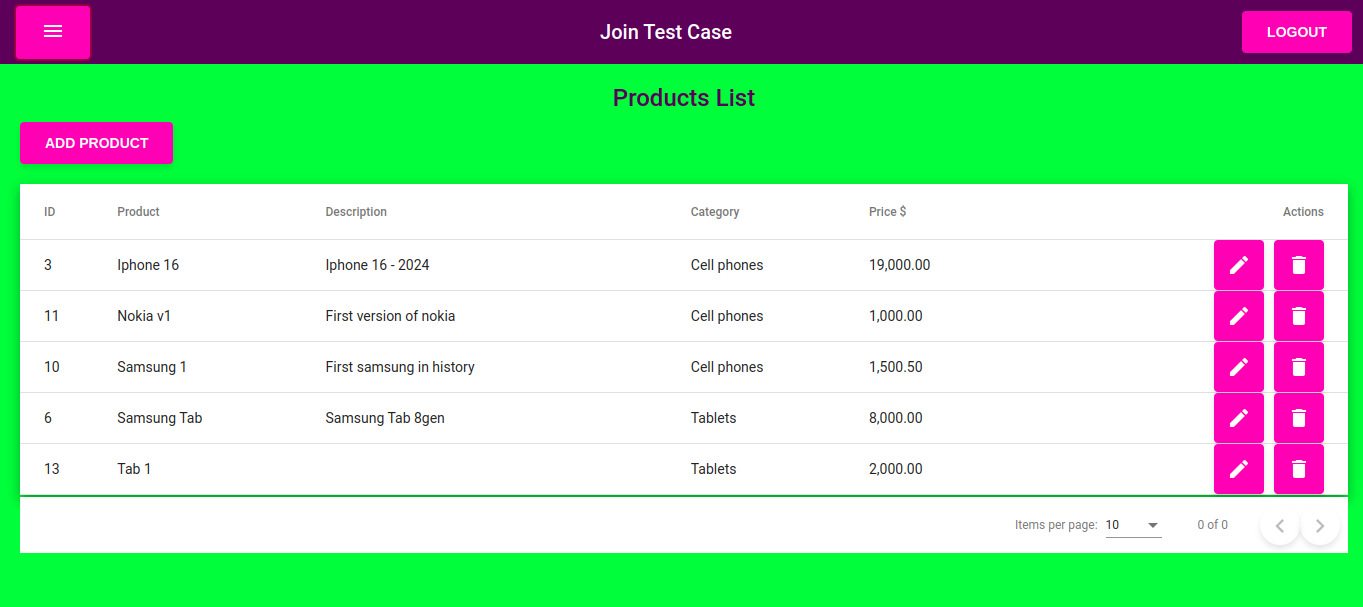 Join Test Case
LOGOUT
Products List
ADD PRODUCT
ID Product Description Category Price $ Actions
3 Iphone 16 Iphone 16 - 2024 Cell phones 19,000.00
11 Nokia v1 First version of nokia Cell phones 1,000.00
10 Samsung 1 First samsung in history Cell phones 1,500.50
6 Samsung Tab Samsung Tab 8gen Tablets 8,000.00
13 Tab 1 Tablets 2,000.00
Items per page: 10 0 of 0